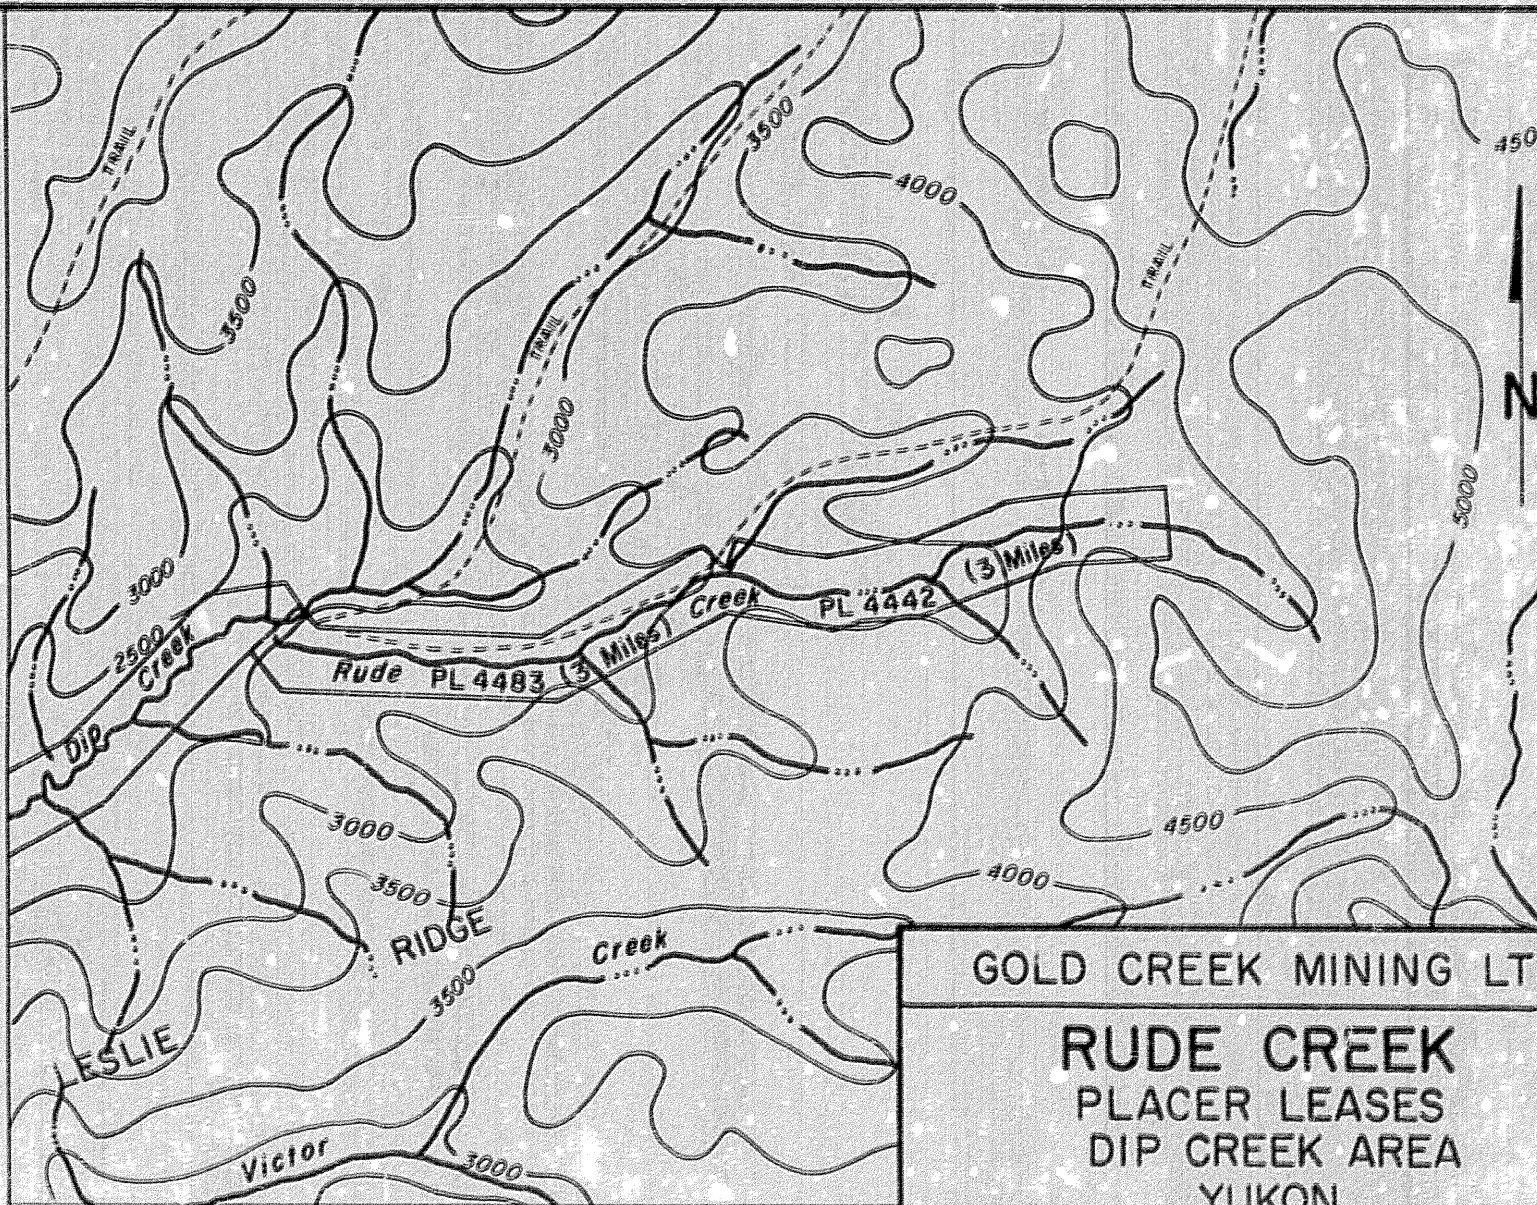 TRAIL
3500
4000
450
TRAIL
3500
TRAIL
3000
5000
3000
(3 Miles)
Creek
PL 4442
2500
Creek
Rude
PL 4483
(3 Miles)
Dip
3000
4500
3500
4000
RIDGE
Creek
3500
ESLIE
Victor
3000
N
GOLD CREEK MINING LT
RUDE CREEK
PLACER LEASES
DIP CREEK AREA
YUKON